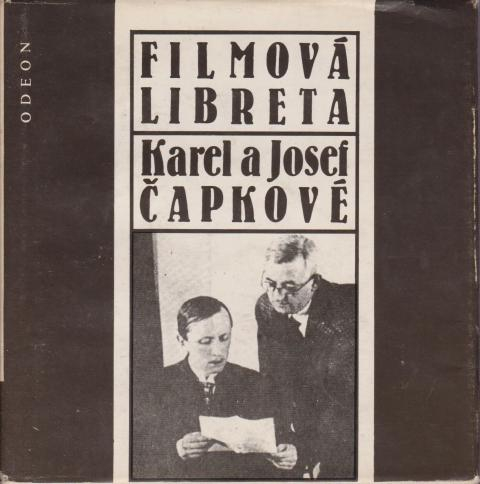 ODEON
FILMOVÁ
LIBRETA
Karel a Josef
ČAPKOVÉ